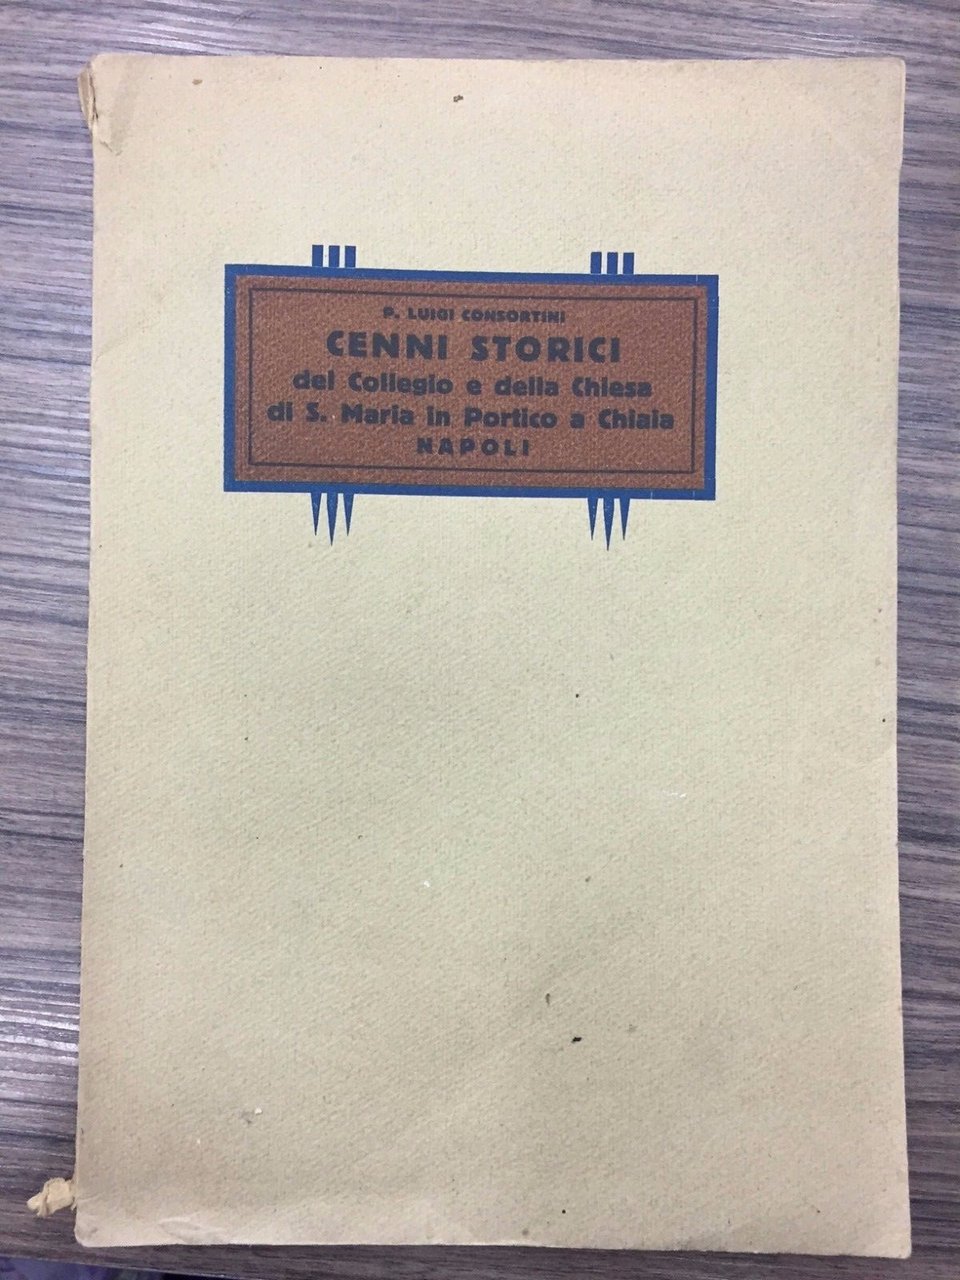 P. LUIGI CONSORTINI
CENNI STORICI
del Collegio e della Chiesa
di S. Maria in Portico a Chiaia
NAPOLI